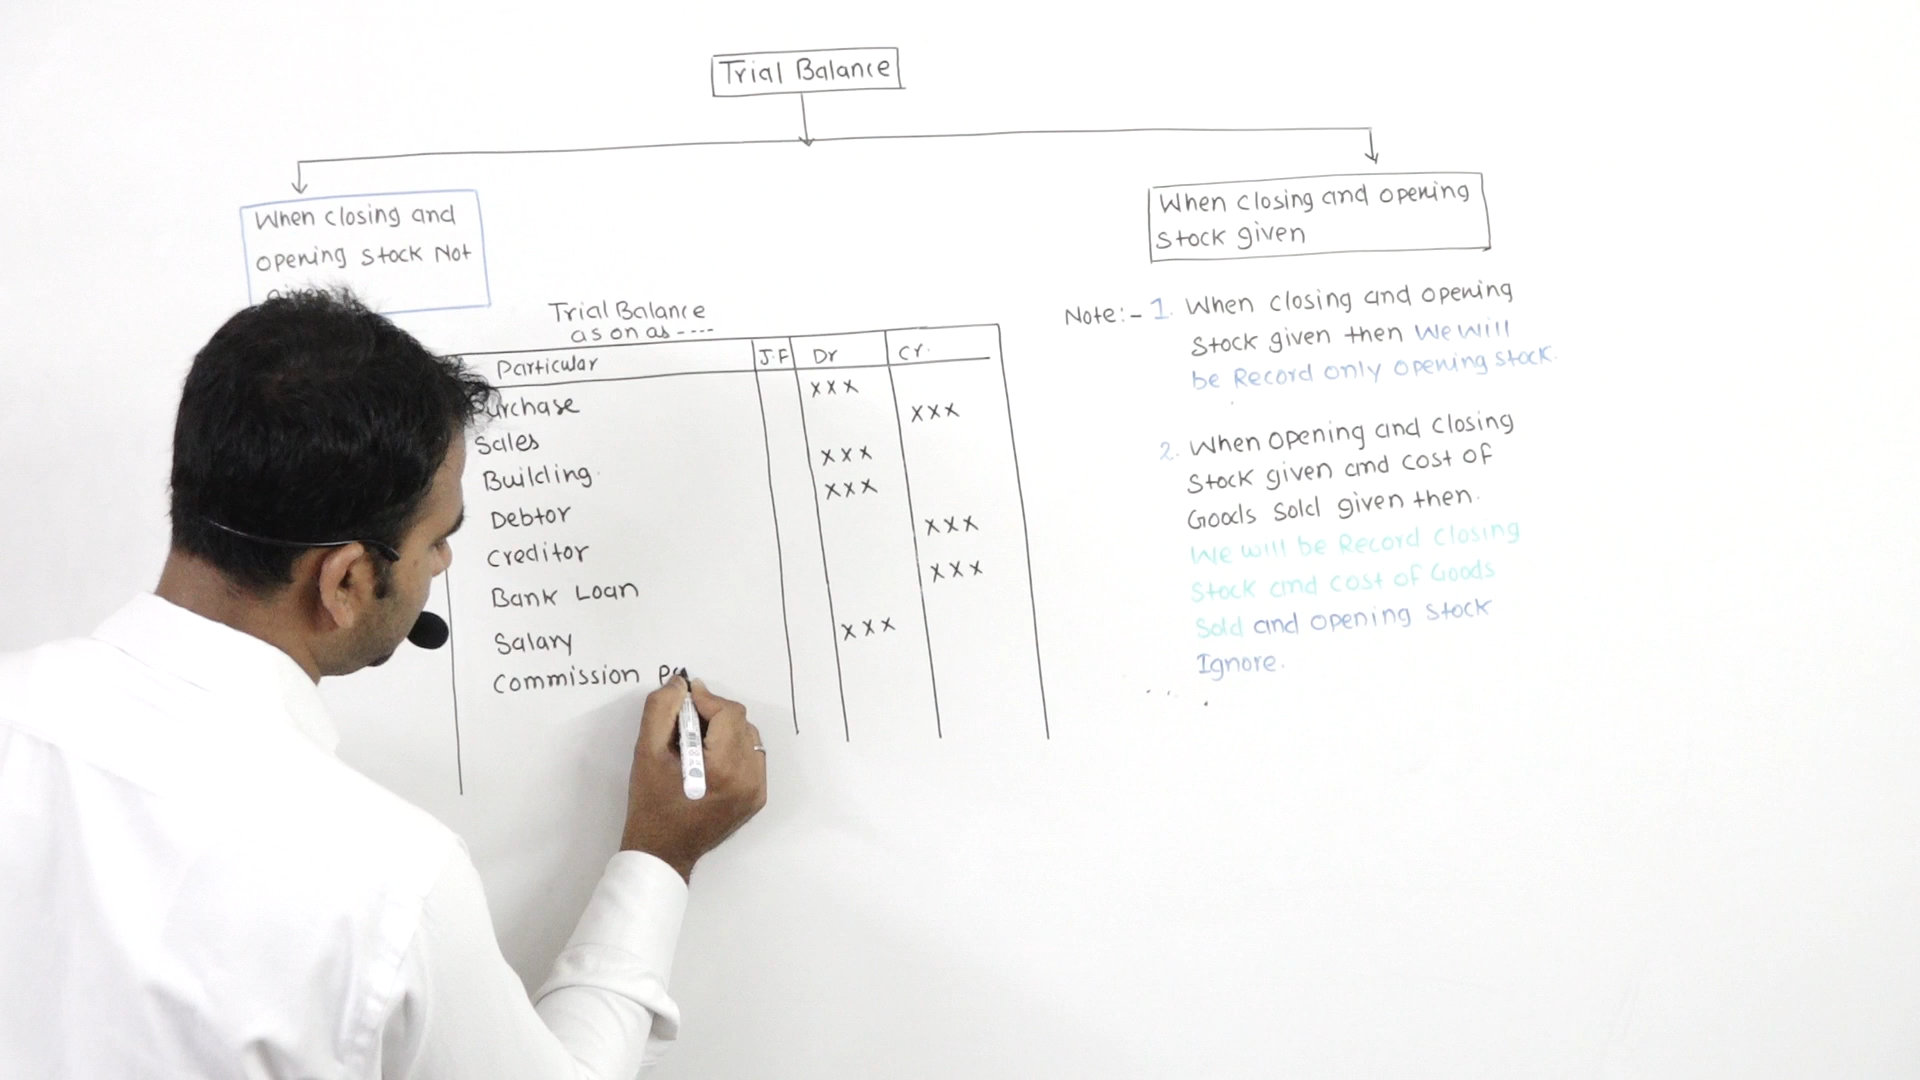 Trial Balance
When closing and
opening stock Not
given
When closing and opening
stock given
Trial Balance
as on as ----
Particular J.F Dr Cr.
Purchase xxx
Sales xxx
Building. xxx
Debtor xxx
Creditor xxx
Bank Loan xxx
Salary xxx
Commission
Note:- 1. When closing and opening
Stock given then We will
be Record only opening stock.
2. When opening and closing
Stock given and cost of
Goods Sold given then.
We will be Record closing
Stock and cost of Goods
Sold and opening stock
Ignore.